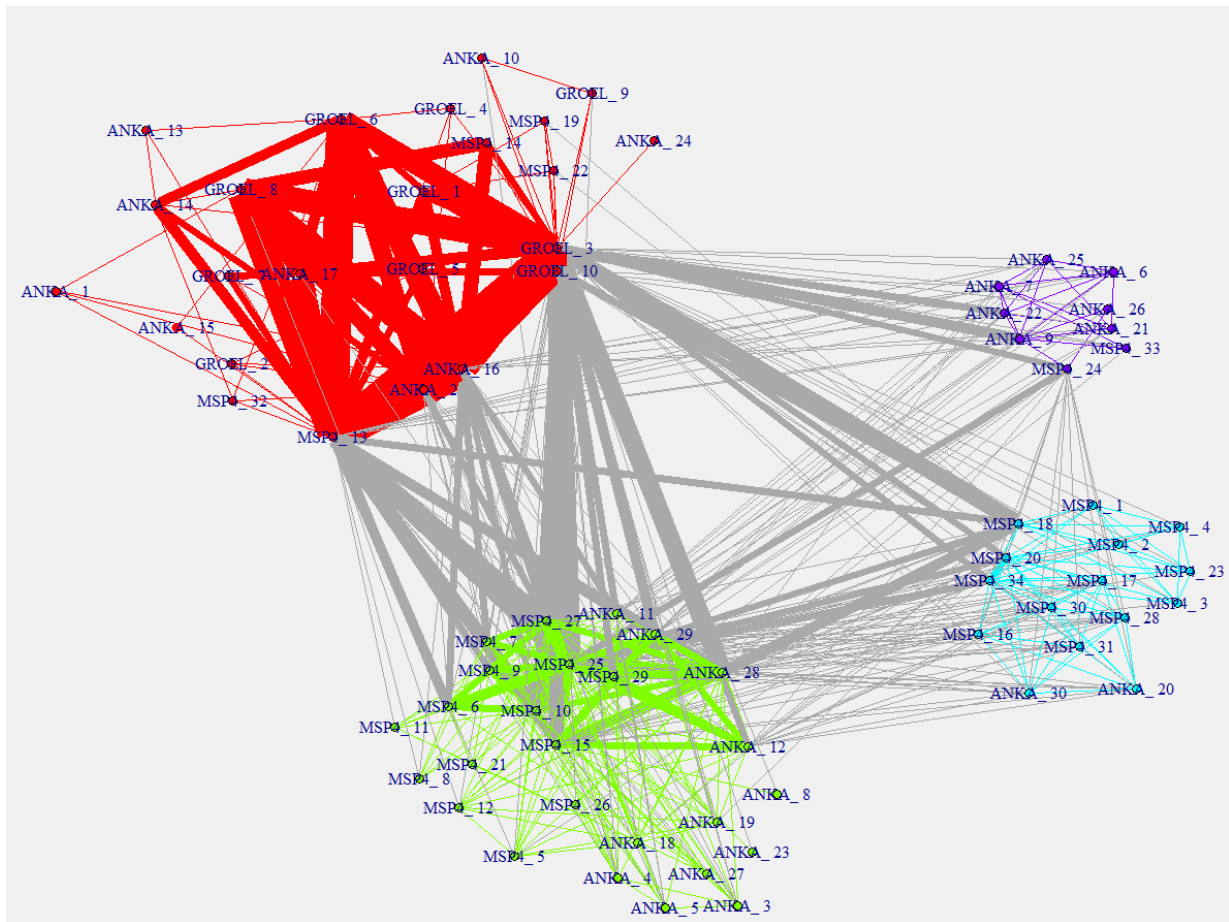 ANKA_ 10
GROEL_ 9
GROEL_ 4
GROEL_ 6
MSP4_ 19
ANKA_ 13
MSP4_ 14
ANKA_ 24
MSP4_ 22
GROEL_ 8
GROEL_ 1
ANKA_ 14
GROEL_ 3
ANKA_ 25
GROEL_ 5
GROEL_ 10
ANKA_ 6
ANKA_ 17
ANKA_ 7
ANKA_ 1
ANKA_ 26
ANKA_ 22
ANKA_ 15
ANKA_ 21
ANKA_ 9
MSP4_ 33
GROEL_ 2
ANKA_ 16
MSP4_ 24
ANKA_ 2
MSP4_ 32
MSP4_ 13
MSP4_ 1
MSP4_ 18
MSP4_ 4
MSP4_ 2
MSP4_ 20
MSP4_ 23
MSP4_ 34
MSP4_ 17
MSP4_ 3
MSP4_ 30
ANKA_ 11
MSP4_ 28
MSP4_ 27
ANKA_ 29
MSP4_ 16
MSP4_ 7
MSP4_ 31
MSP4_ 25
MSP4_ 9
ANKA_ 28
MSP4_ 29
ANKA_ 20
ANKA_ 30
MSP4_ 6
MSP4_ 10
MSP4_ 11
MSP4_ 15
ANKA_ 12
MSP4_ 21
MSP4_ 8
ANKA_ 8
MSP4_ 26
MSP4_ 12
ANKA_ 19
ANKA_ 18
ANKA_ 23
MSP4_ 5
ANKA_ 27
ANKA_ 4
ANKA_ 5
ANKA_ 3